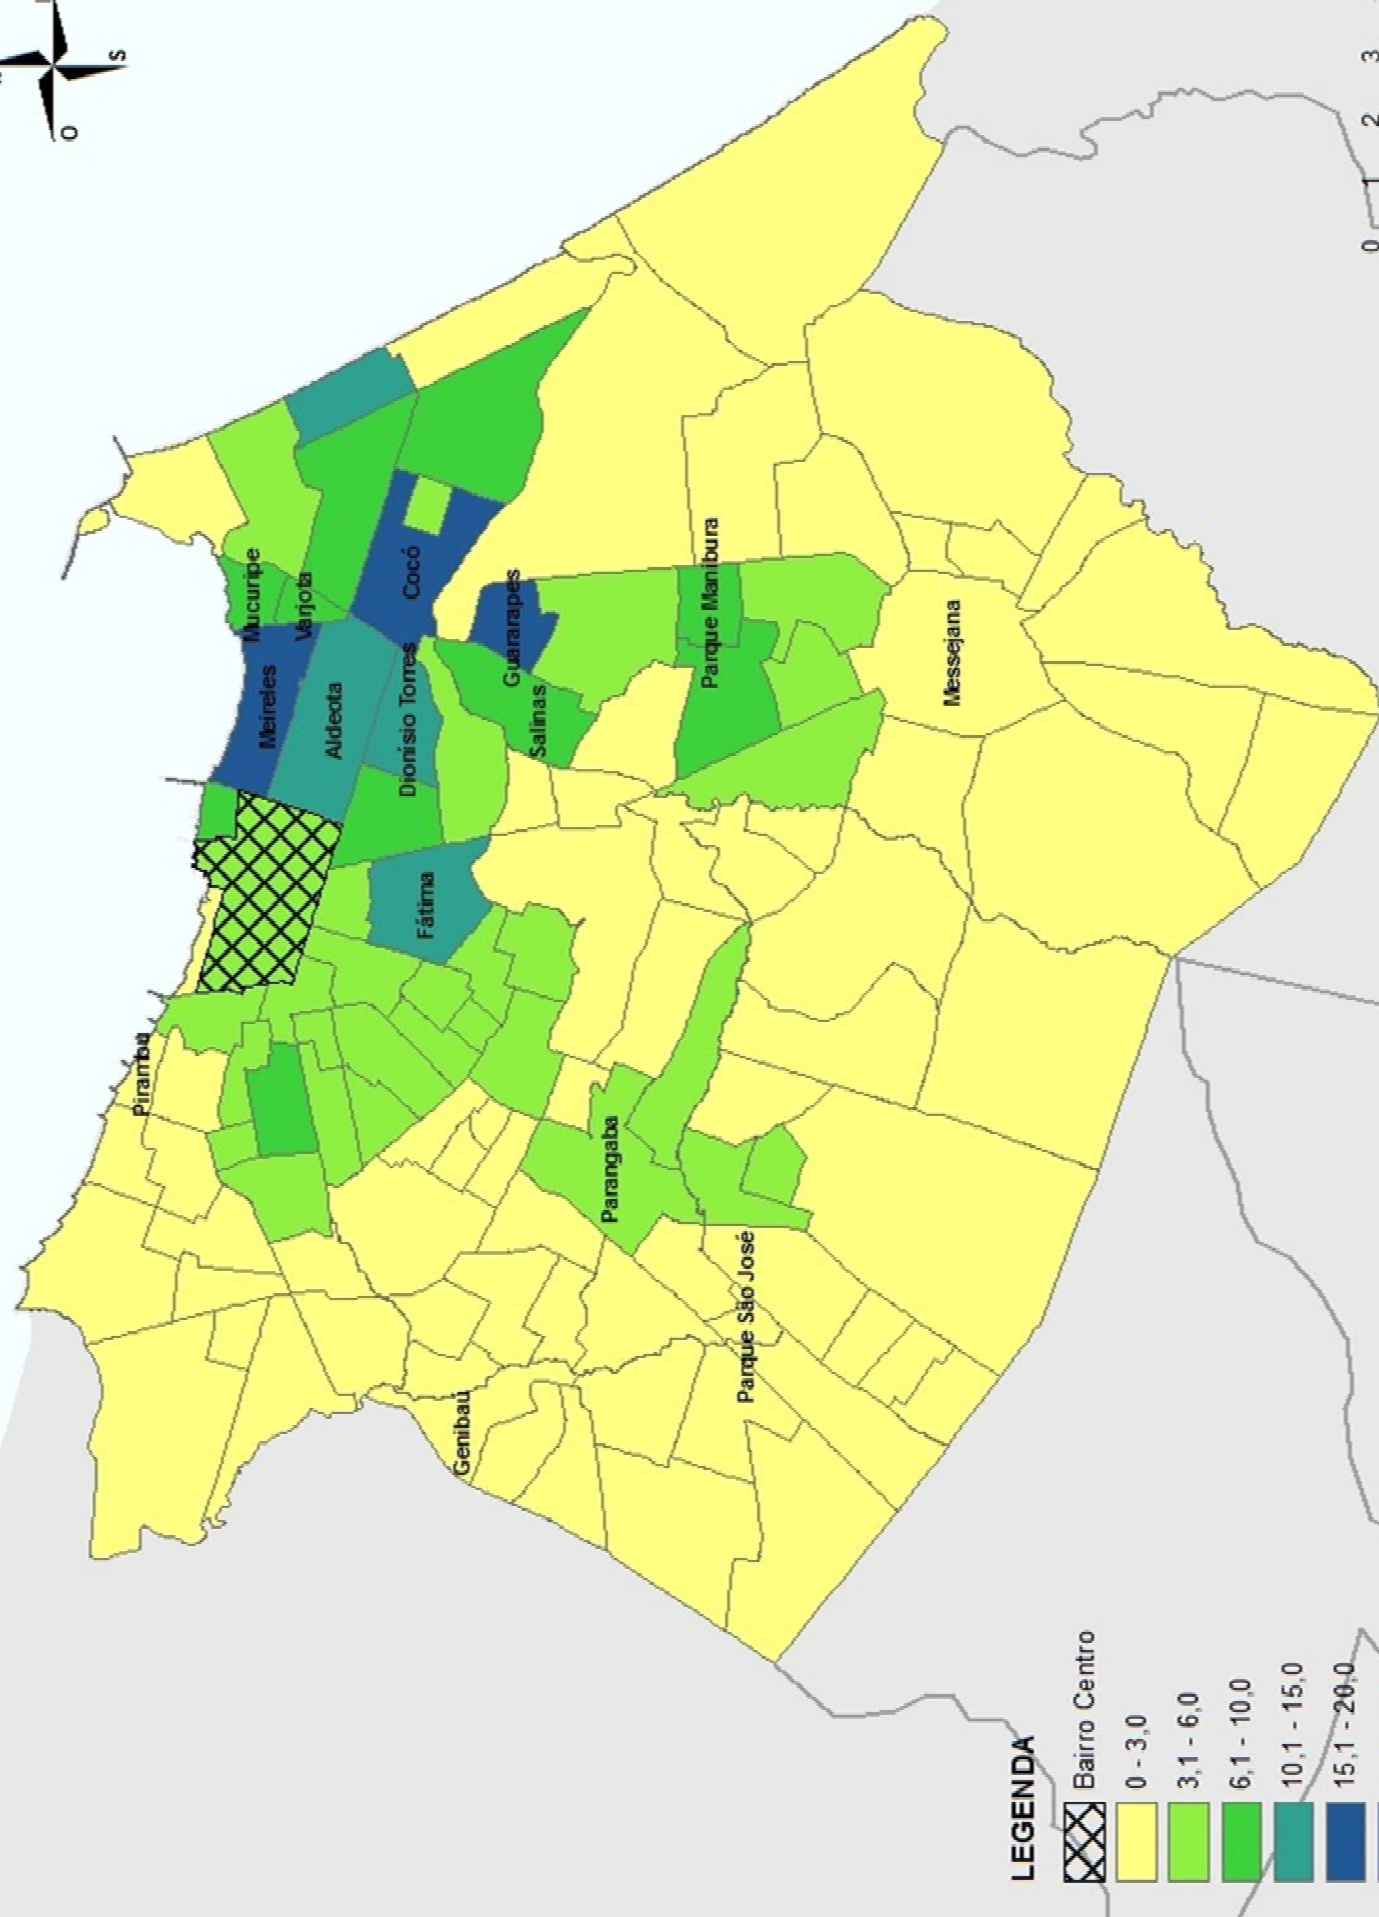 S
O
Mucuripe
Varjota
Meireles
Aldeota
Cocó
Dionísio Torres
Guararapes
Salinas
Parque Manibura
Messejana
Fátima
Pirambu
Parangaba
Parque São José
Genibaú
0 1 2 3
LEGENDA
Bairro Centro
0 - 3,0
3,1 - 6,0
6,1 - 10,0
10,1 - 15,0
15,1 - 20,0